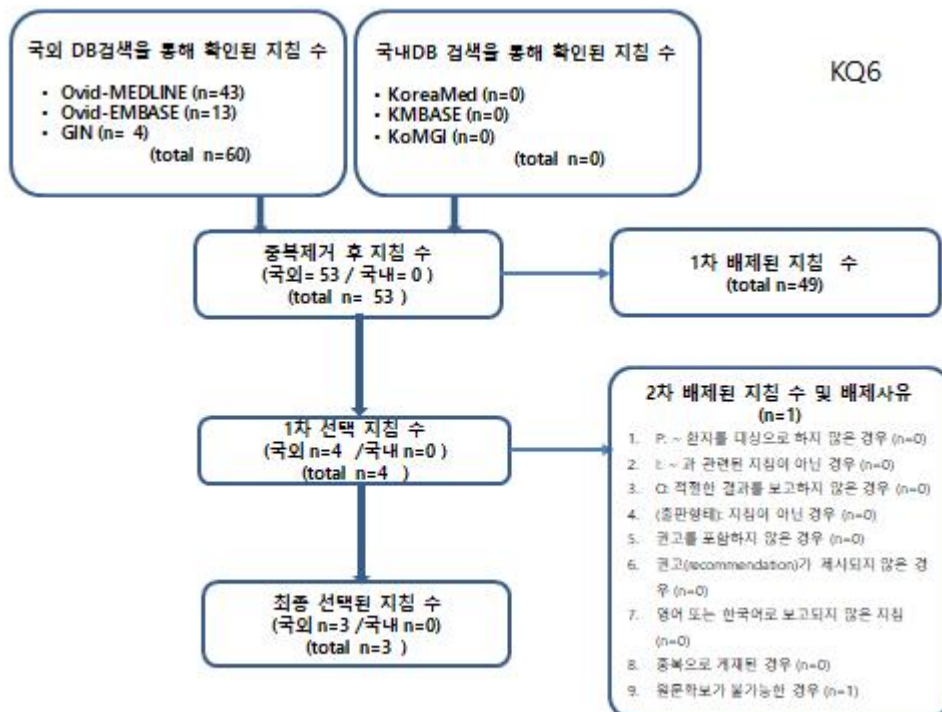 국외 DB검색을 통해 확인된 지침 수
• Ovid-MEDLINE (n=43)
• Ovid-EMBASE (n=13)
• GIN (n= 4)
(total n=60)
국내DB 검색을 통해 확인된 지침 수
• KoreaMed (n=0)
• KMBASE (n=0)
• KoMGI (n=0)
(total n=0)
KQ6
중복제거 후 지침 수
(국외= 53 / 국내= 0 )
(total n= 53 )
1차 배제된 지침 수
(total n=49)
1차 선택 지침 수
(국외 n=4 /국내 n=0 )
(total n=4 )
2차 배제된 지침 수 및 배제사유
(n=1)
1. P: ~ 환자를 대상으로 하지 않은 경우 (n=0)
2. I: ~ 과 관련된 지침이 아닌 경우 (n=0)
3. O: 적절한 결과를 보고하지 않은 경우 (n=0)
4. (출판형태): 지침이 아닌 경우 (n=0)
5. 권고를 포함하지 않은 경우 (n=0)
6. 권고(recommendation)가 제시되지 않은 경
우 (n=0)
7. 영어 또는 한국어로 보고되지 않은 지침
(n=0)
8. 중복으로 게재된 경우 (n=0)
9. 원문확보가 불가능한 경우 (n=1)
최종 선택된 지침 수
(국외 n=3 /국내 n=0)
(total n=3 )